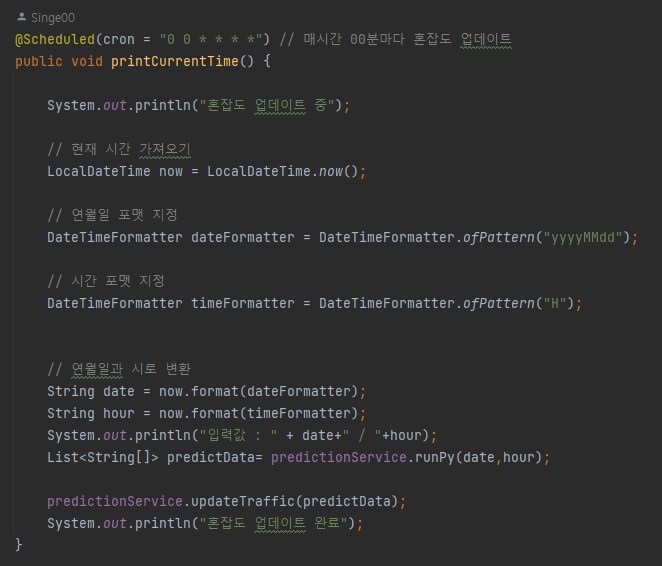 Singe00
@Scheduled(cron = "0 0 * * * *") // 매시간 00분마다 혼잡도 업데이트
public void printCurrentTime() {
System.out.println("혼잡도 업데이트 중");
// 현재 시간 가져오기
LocalDateTime now = LocalDateTime.now();
// 연월일 포맷 지정
DateTimeFormatter dateFormatter = DateTimeFormatter.ofPattern("yyyyMMdd");
// 시간 포맷 지정
DateTimeFormatter timeFormatter = DateTimeFormatter.ofPattern("H");
// 연월일과 시로 변환
String date = now.format(dateFormatter);
String hour = now.format(timeFormatter);
System.out.println("입력값 : " + date+" / "+hour);
List<String[]> predictData= predictionService.runPy(date,hour);
predictionService.updateTraffic(predictData);
System.out.println("혼잡도 업데이트 완료");
}